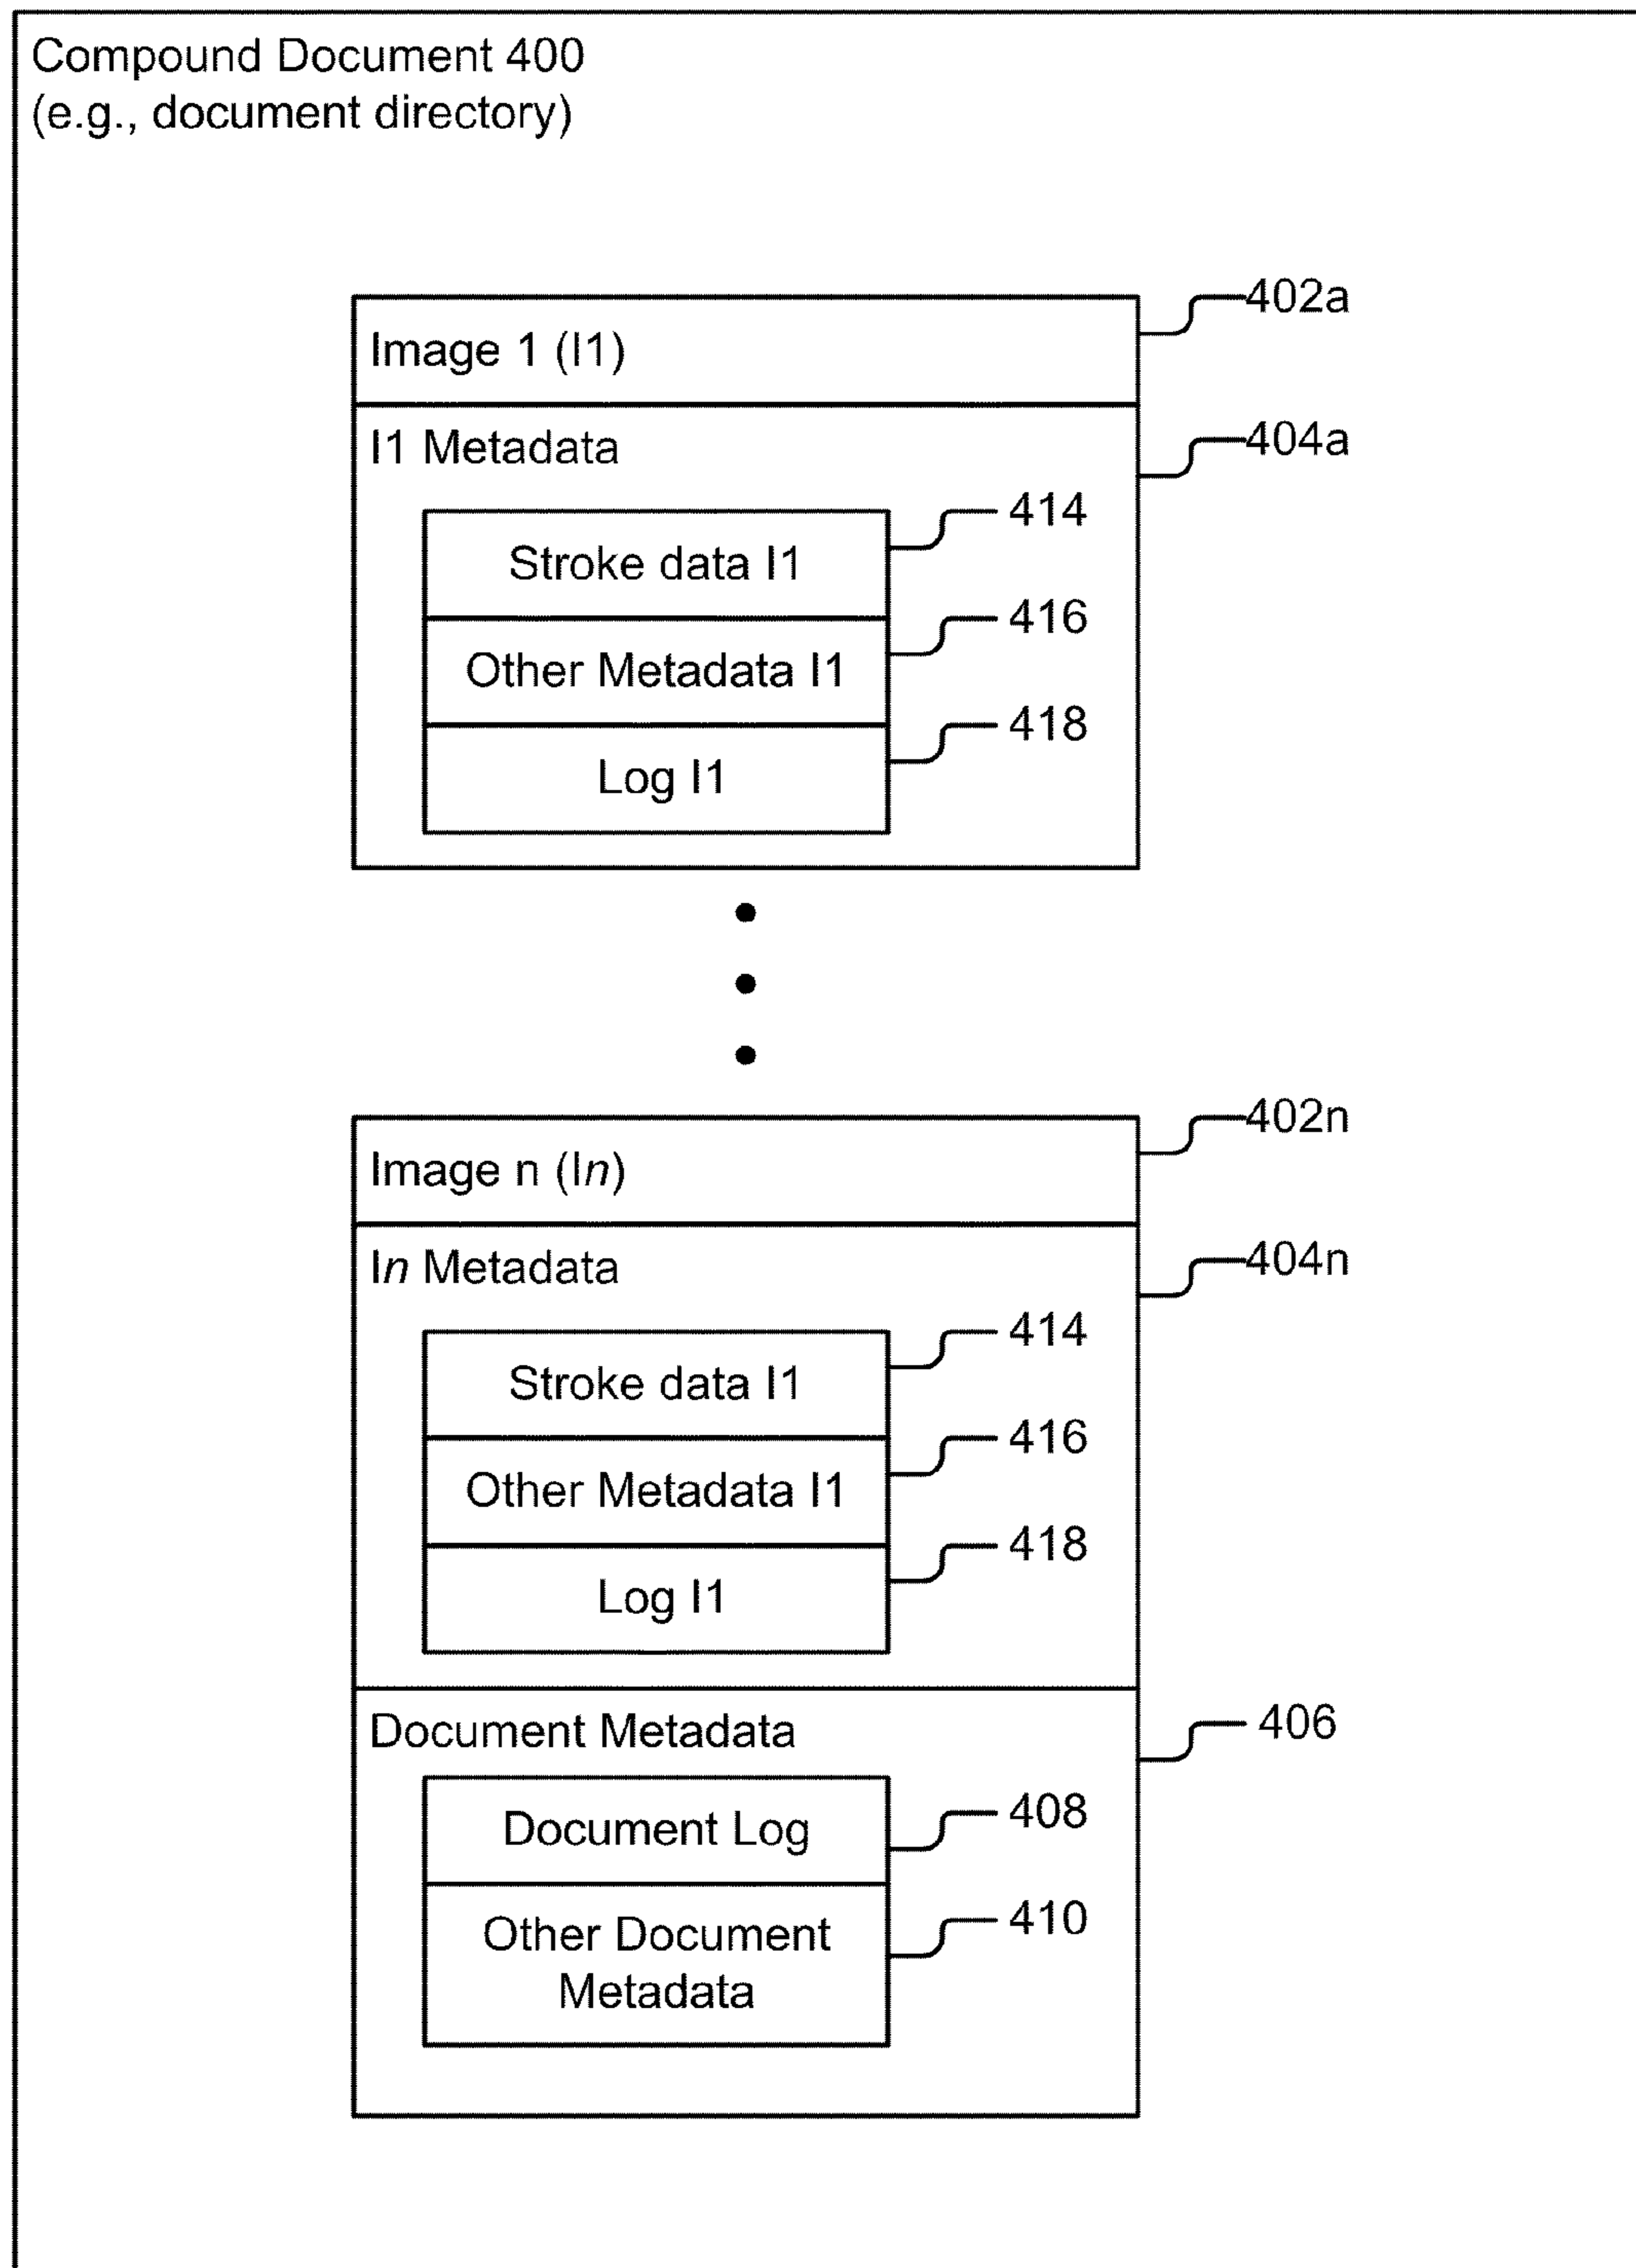 Compound Document 400
(e.g., document directory)
402a
Image 1 (I1)
404a
I1 Metadata
414
Stroke data I1
416
Other Metadata I1
418
Log I1
402n
Image n (In)
404n
In Metadata
414
Stroke data I1
416
Other Metadata I1
418
Log I1
406
Document Metadata
408
Document Log
410
Other Document
Metadata